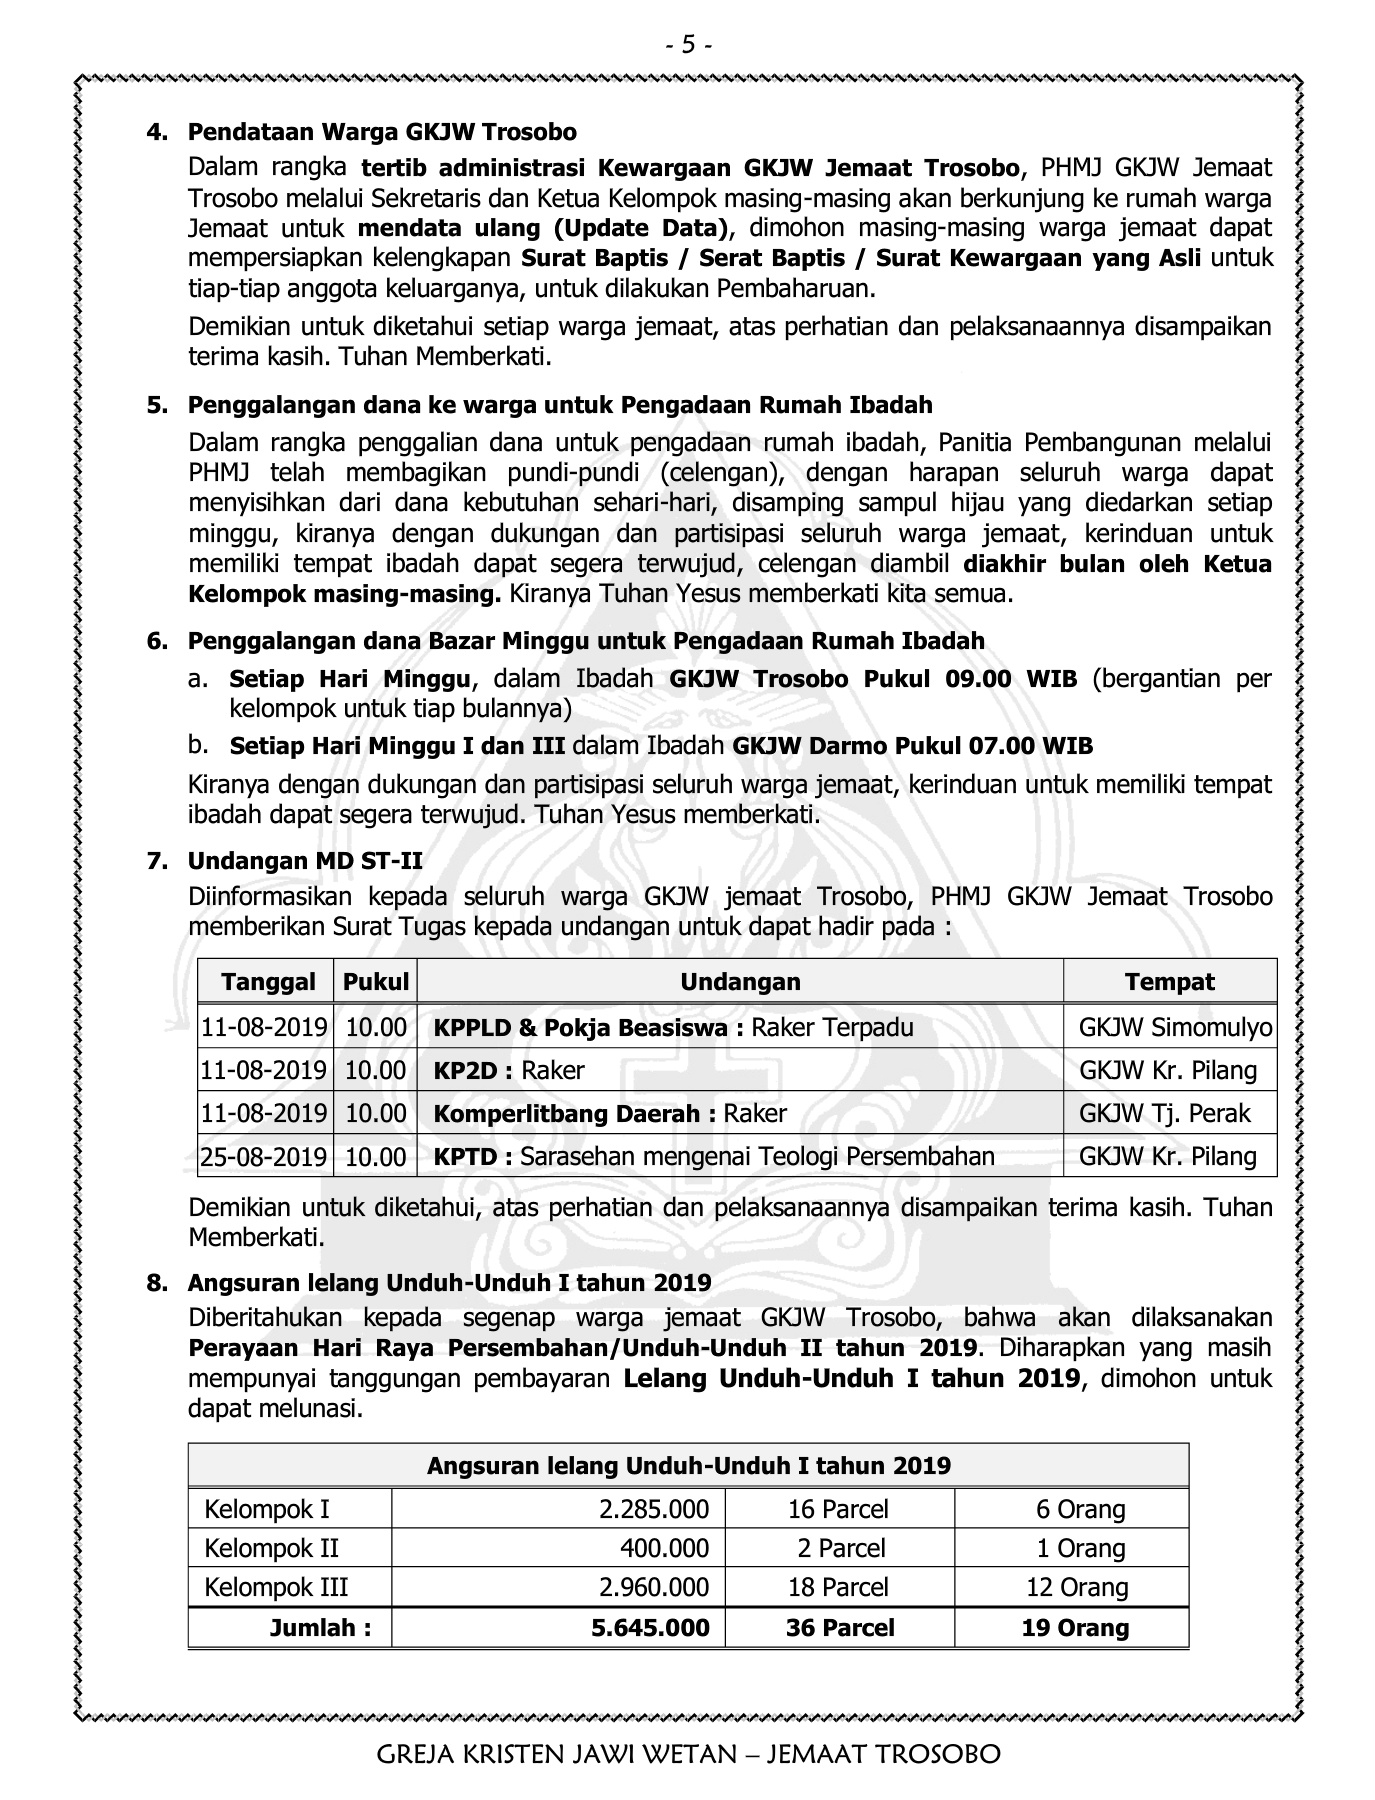 - 5 -
4. Pendataan Warga GKJW Trosobo
Dalam rangka tertib administrasi Kewargaan GKJW Jemaat Trosobo, PHMJ GKJW Jemaat
Trosobo melalui Sekretaris dan Ketua Kelompok masing-masing akan berkunjung ke rumah warga
Jemaat untuk mendata ulang (Update Data), dimohon masing-masing warga jemaat dapat
mempersiapkan kelengkapan Surat Baptis / Serat Baptis / Surat Kewargaan yang Asli untuk
tiap-tiap anggota keluarganya, untuk dilakukan Pembaharuan.
Demikian untuk diketahui setiap warga jemaat, atas perhatian dan pelaksanaannya disampaikan
terima kasih. Tuhan Memberkati.
5. Penggalangan dana ke warga untuk Pengadaan Rumah Ibadah
Dalam rangka penggalian dana untuk pengadaan rumah ibadah, Panitia Pembangunan melalui
PHMJ telah membagikan pundi-pundi (celengan), dengan harapan seluruh warga dapat
menyisihkan dari dana kebutuhan sehari-hari, disamping sampul hijau yang diedarkan setiap
minggu, kiranya dengan dukungan dan partisipasi seluruh warga jemaat, kerinduan untuk
memiliki tempat ibadah dapat segera terwujud, celengan diambil diakhir bulan oleh Ketua
Kelompok masing-masing. Kiranya Tuhan Yesus memberkati kita semua.
6. Penggalangan dana Bazar Minggu untuk Pengadaan Rumah Ibadah
a. Setiap Hari Minggu, dalam Ibadah GKJW Trosobo Pukul 09.00 WIB (bergantian per
kelompok untuk tiap bulannya)
b. Setiap Hari Minggu I dan III dalam Ibadah GKJW Darmo Pukul 07.00 WIB
Kiranya dengan dukungan dan partisipasi seluruh warga jemaat, kerinduan untuk memiliki tempat
ibadah dapat segera terwujud. Tuhan Yesus memberkati.
7. Undangan MD ST-II
Diinformasikan kepada seluruh warga GKJW jemaat Trosobo, PHMJ GKJW Jemaat Trosobo
memberikan Surat Tugas kepada undangan untuk dapat hadir pada :
Tanggal Pukul Undangan Tempat
11-08-2019 10.00 KPPLD & Pokja Beasiswa : Raker Terpadu GKJW Simomulyo
11-08-2019 10.00 KP2D : Raker GKJW Kr. Pilang
11-08-2019 10.00 Komperlitbang Daerah : Raker GKJW Tj. Perak
25-08-2019 10.00 KPTD : Sarasehan mengenai Teologi Persembahan GKJW Kr. Pilang
Demikian untuk diketahui, atas perhatian dan pelaksanaannya disampaikan terima kasih. Tuhan
Memberkati.
8. Angsuran lelang Unduh-Unduh I tahun 2019
Diberitahukan kepada segenap warga jemaat GKJW Trosobo, bahwa akan dilaksanakan
Perayaan Hari Raya Persembahan/Unduh-Unduh II tahun 2019. Diharapkan yang masih
mempunyai tanggungan pembayaran Lelang Unduh-Unduh I tahun 2019, dimohon untuk
dapat melunasi.
Angsuran lelang Unduh-Unduh I tahun 2019
Kelompok I 2.285.000 16 Parcel 6 Orang
Kelompok II 400.000 2 Parcel 1 Orang
Kelompok III 2.960.000 18 Parcel 12 Orang
Jumlah : 5.645.000 36 Parcel 19 Orang
GREJA KRISTEN JAWI WETAN – JEMAAT TROSOBO